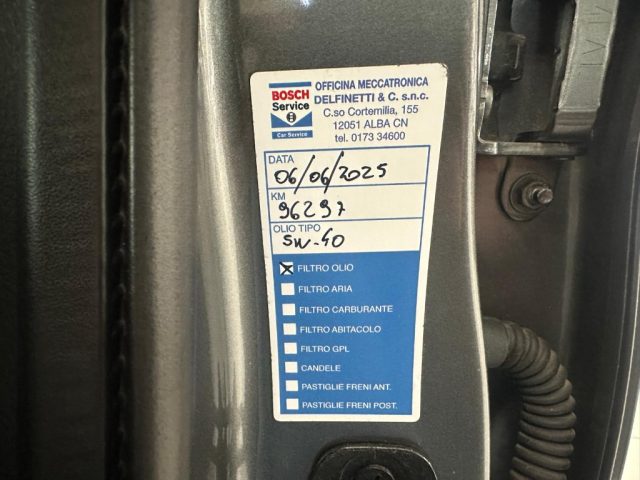 BOSCH
Service
Car Service
OFFICINA MECCATRONICA
DELFINETTI & C. s.n.c.
C.so Cortemilia, 155
12051 ALBA CN
tel. 0173 34600
DATA
06/06/2025
KM
96297
OLIO TIPO
5W-40
FILTRO OLIO
FILTRO ARIA
FILTRO CARBURANTE
FILTRO ABITACOLO
FILTRO GPL
CANDELE
PASTIGLIE FRENI ANT.
PASTIGLIE FRENI POST.